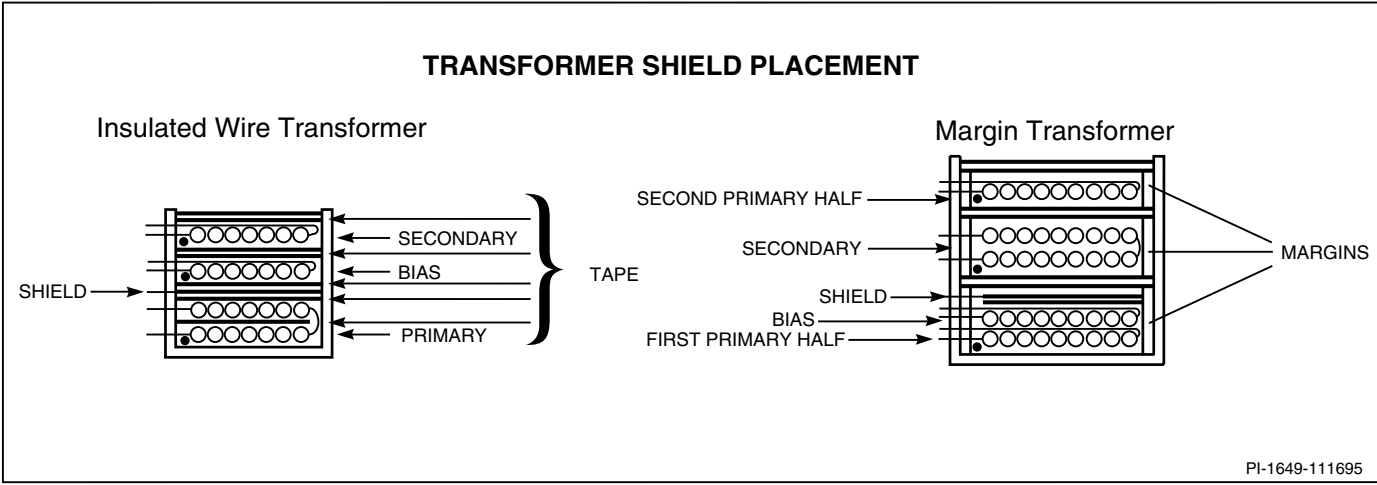 TRANSFORMER SHIELD PLACEMENT
Insulated Wire Transformer
SHIELD
SECONDARY
BIAS
PRIMARY
TAPE
Margin Transformer
SECOND PRIMARY HALF
SECONDARY
SHIELD
BIAS
FIRST PRIMARY HALF
MARGINS
PI-1649-111695